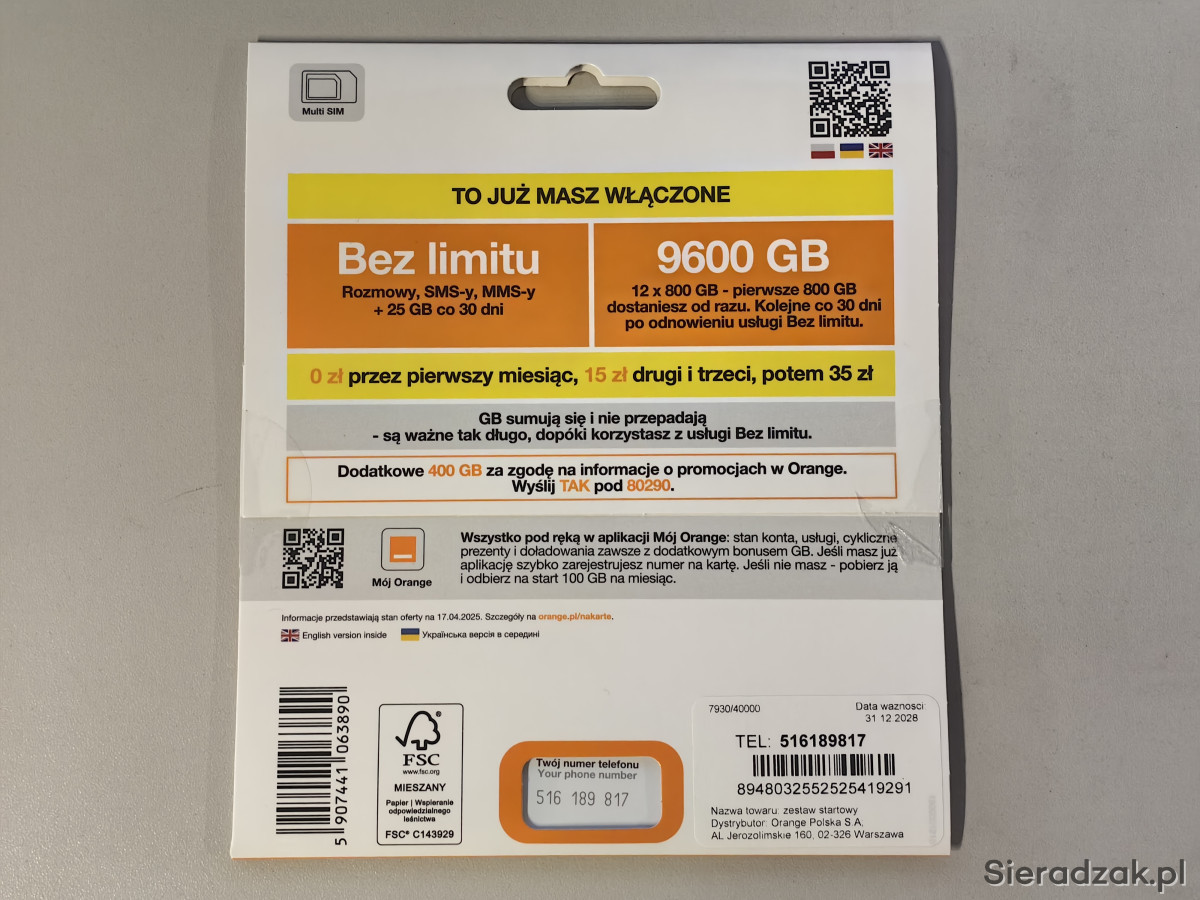 Multi SIM
TO JUŻ MASZ WŁĄCZONE
Bez limitu
Rozmowy, SMS-y, MMS-y
+ 25 GB co 30 dni
9600 GB
12 x 800 GB - pierwsze 800 GB
dostaniesz od razu. Kolejne co 30 dni
po odnowieniu usługi Bez limitu.
0 zł przez pierwszy miesiąc, 15 zł drugi i trzeci, potem 35 zł
GB sumują się i nie przepadają
- są ważne tak długo, dopóki korzystasz z usługi Bez limitu.
Dodatkowe 400 GB za zgodę na informacje o promocjach w Orange.
Wyślij TAK pod 80290.
Mój Orange
Wszystko pod ręką w aplikacji Mój Orange: stan konta, usługi, cykliczne
prezenty i doładowania zawsze z dodatkowym bonusem GB. Jeśli masz już
aplikację szybko zarejestrujesz numer na kartę. Jeśli nie masz - pobierz ją
i odbierz na start 100 GB na miesiąc.
Informacje przedstawiają stan oferty na 17.04.2025. Szczegóły na orange.pl/nakarte.
English version inside
Українська версія в середині
5 907441 063890
FSC
www.fsc.org
MIESZANY
Papier | Wspieranie
odpowiedzialnego
leśnictwa
FSC® C143929
Twój numer telefonu
Your phone number
516 189 817
7930/40000
Data wazności:
31.12.2028
TEL: 516189817
8948032552525419291
Nazwa towaru: zestaw startowy
Dystrybutor: Orange Polska S.A.
AL Jerozolimskie 160, 02-326 Warszawa
Sieradzak.pl